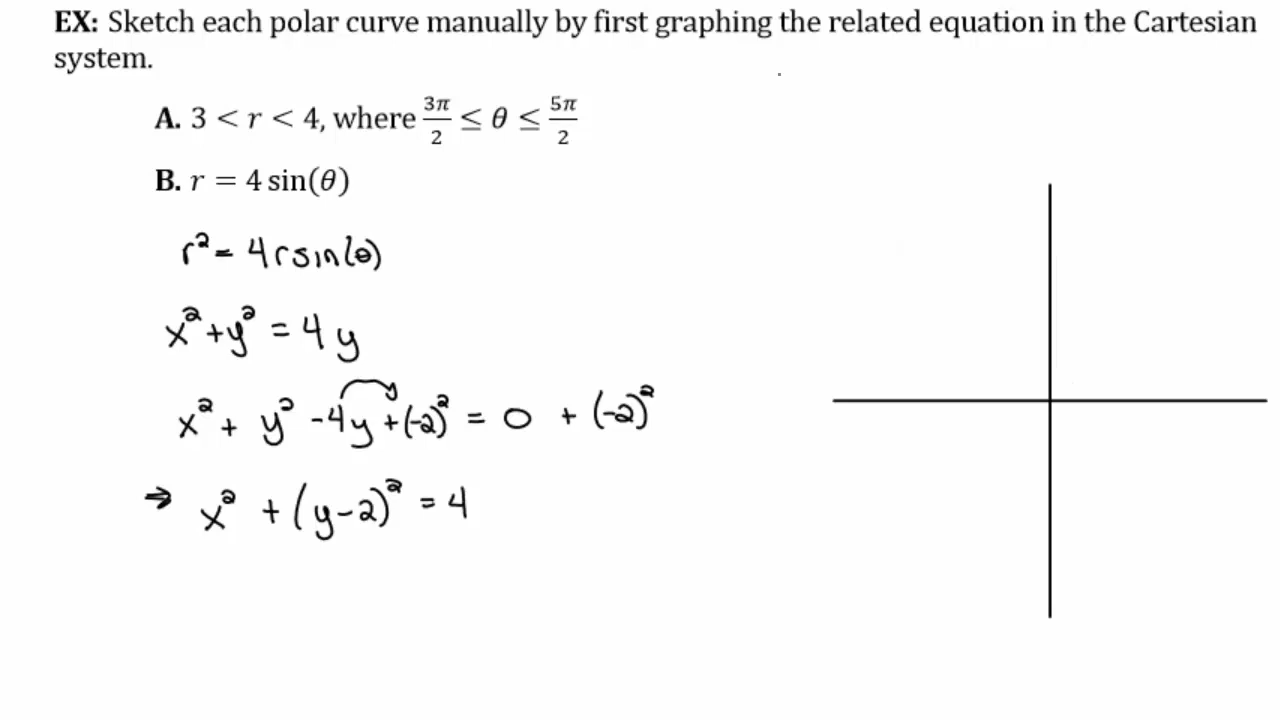 EX: Sketch each polar curve manually by first graphing the related equation in the Cartesian
system.
A. 3 < r < 4, where 3π/2 ≤ θ ≤ 5π/2
B. r = 4 sin(θ)
r² = 4rsin(θ)
x² + y² = 4y
x² + y² - 4y + (-2)² = 0 + (-2)²
⇒ x² + (y - 2)² = 4